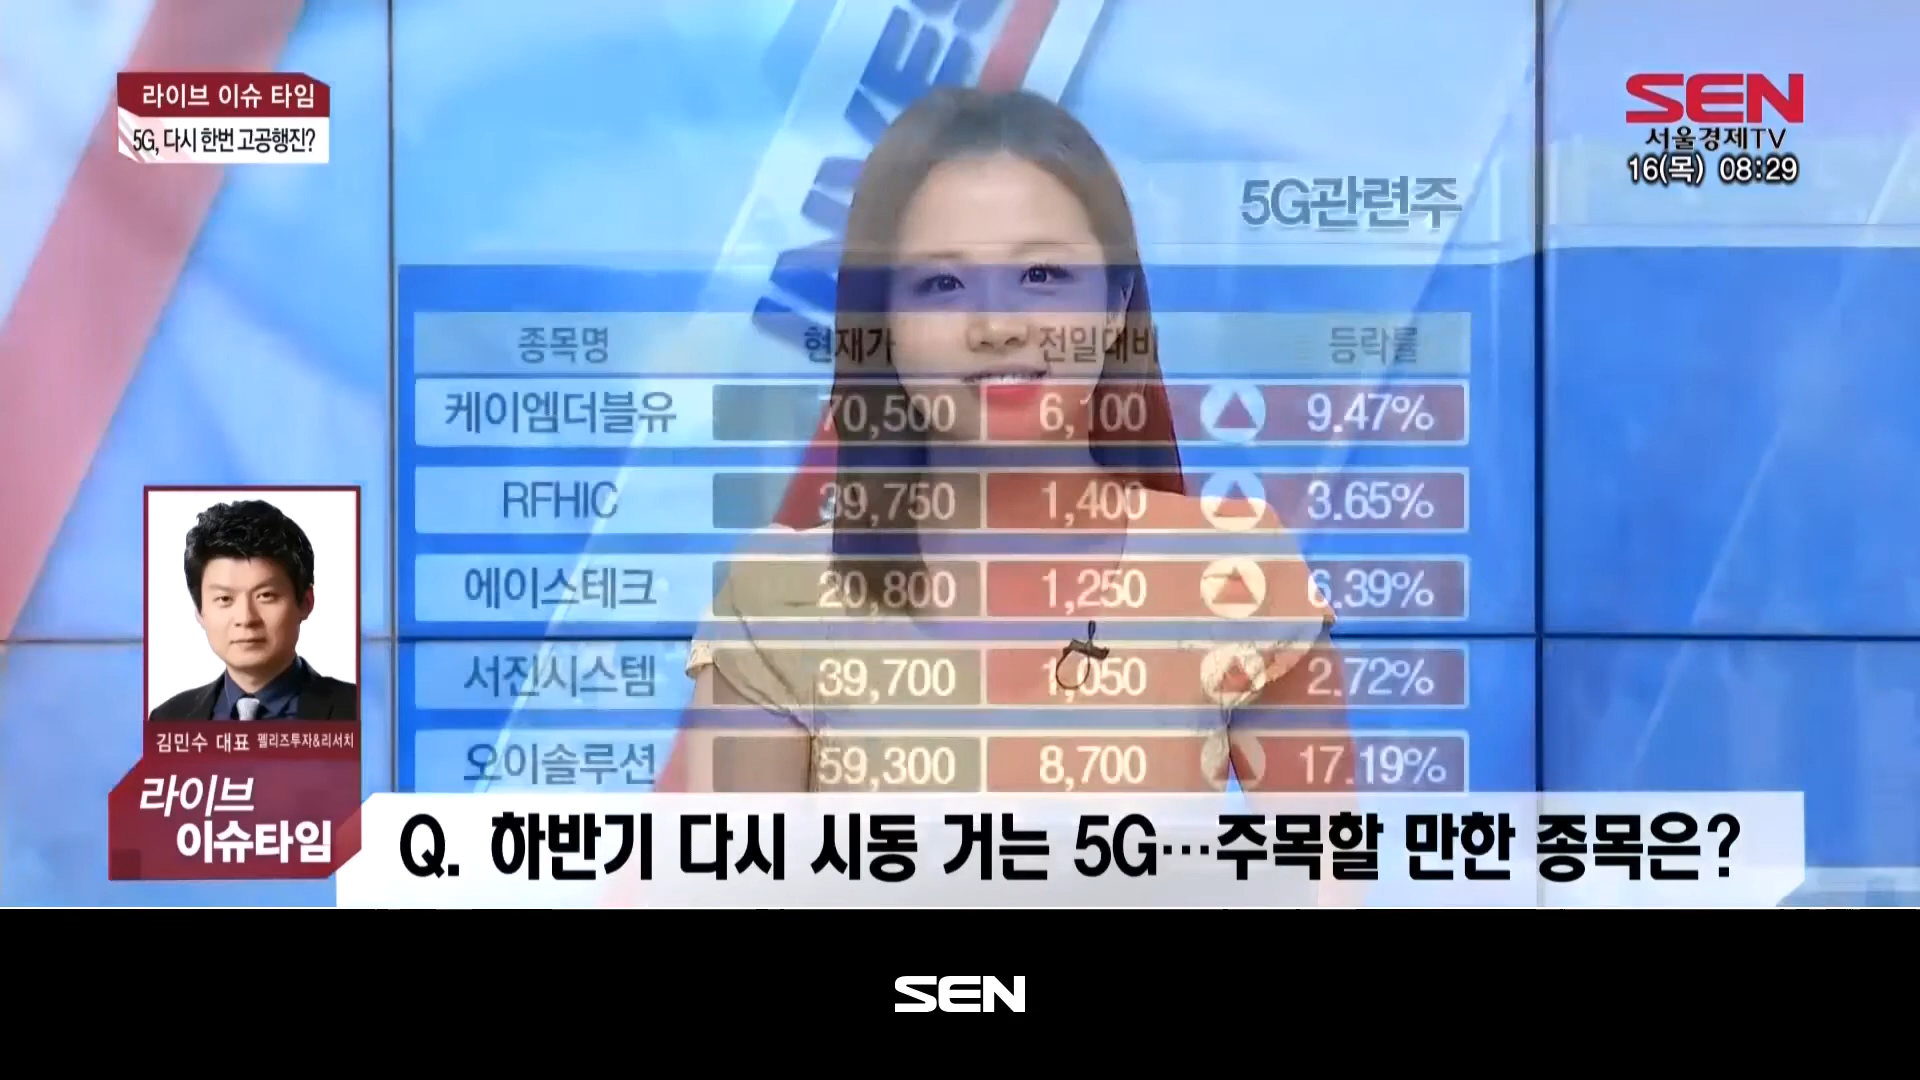 라이브 이슈 타임
5G, 다시 한번 고공행진?
SEN
서울경제TV
16(목) 08:29
5G관련주
종목명 현재가 전일대비 등락률
케이엠더블유 70,500 6,100 9.47%
RFHIC 39,750 1,400 3.65%
에이스테크 20,800 1,250 6.39%
서진시스템 39,700 1,050 2.72%
오이솔루션 59,300 8,700 17.19%
김민수 대표 펠리즈투자&리서치
라이브
이슈타임
Q. 하반기 다시 시동 거는 5G…주목할 만한 종목은?
SEN